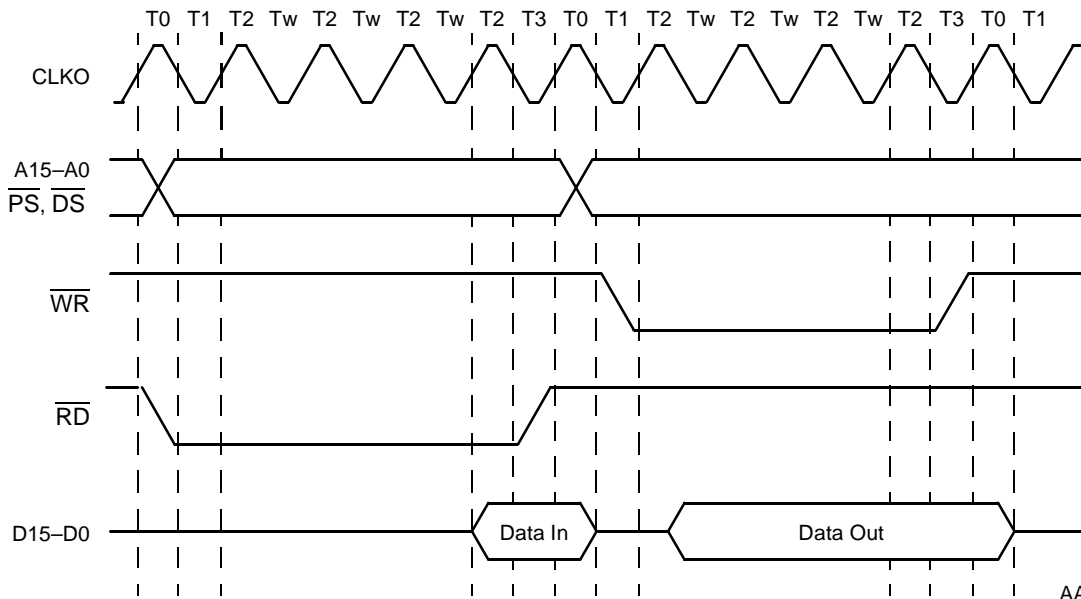 T0 T1 T2 Tw T2 Tw T2 Tw T2 T3 T0 T1 T2 Tw T2 Tw T2 Tw T2 T3 T0 T1
CLKO
A15–A0
PS, DS
WR
RD
D15–D0 Data In Data Out
AA